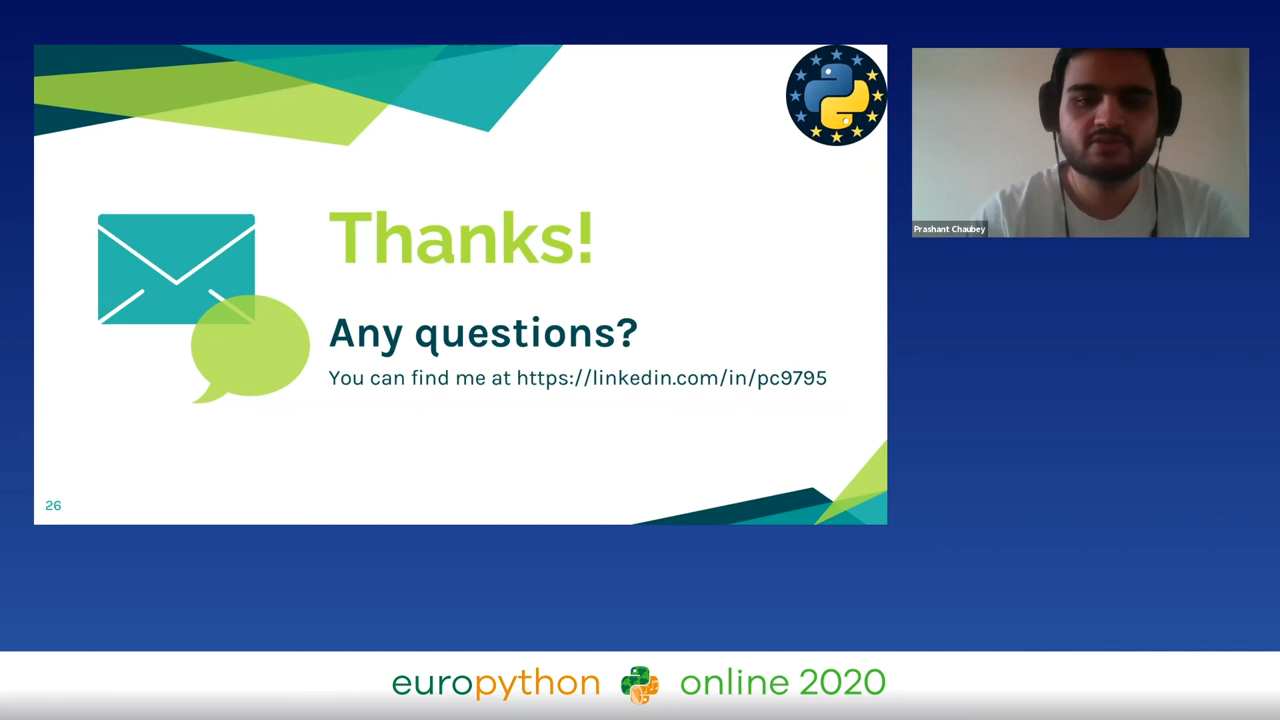 Thanks!
Any questions?
You can find me at https://linkedin.com/in/pc9795
26
Prashant Chaubey
europython online 2020